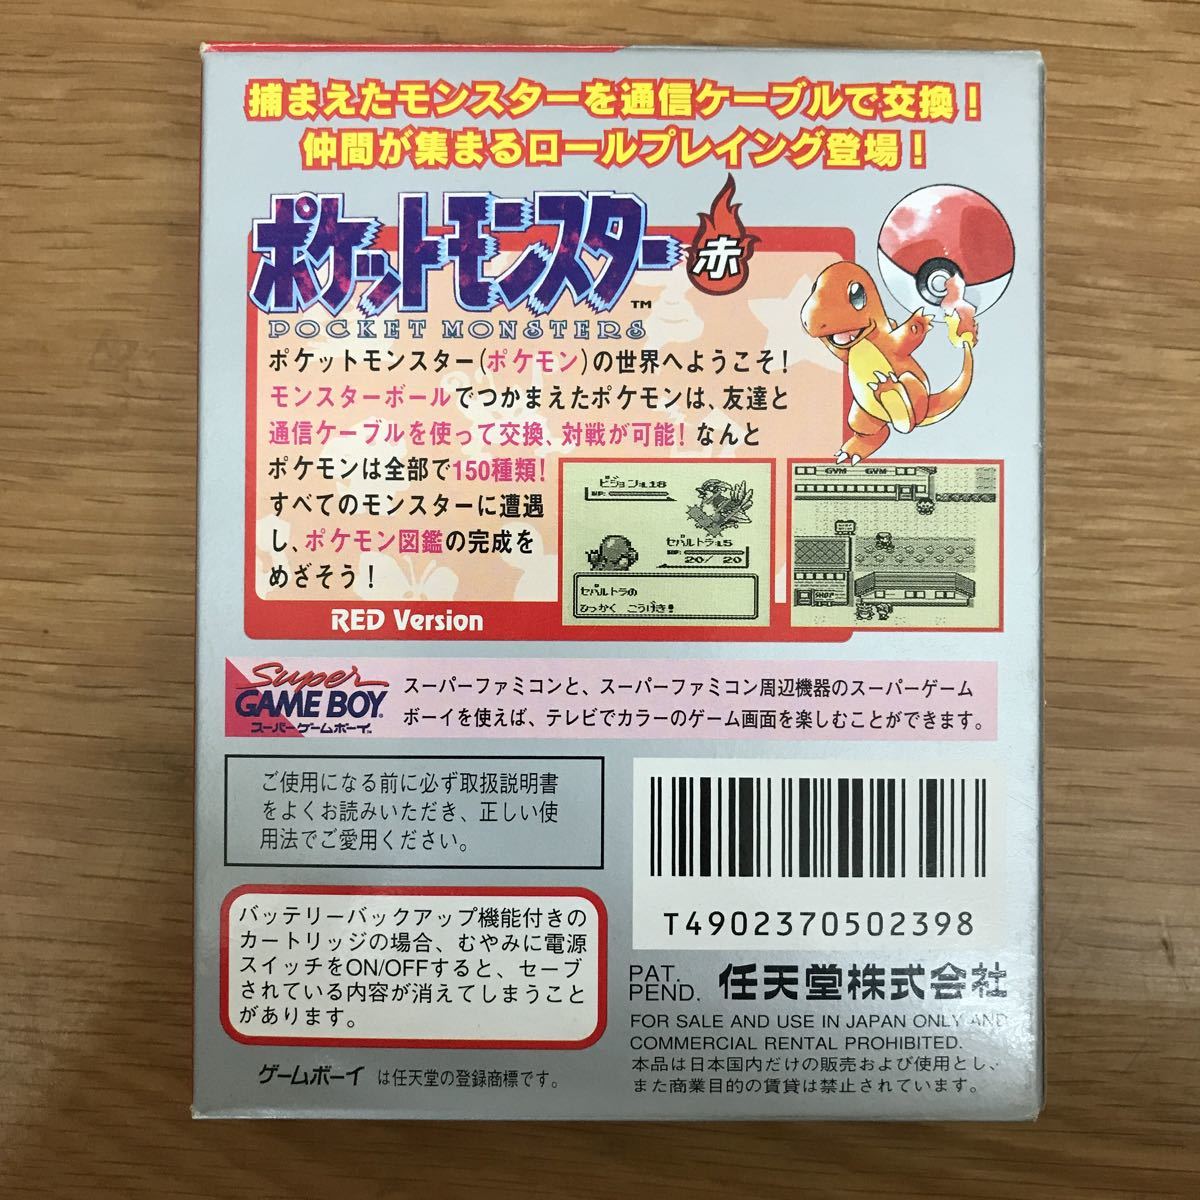 捕まえたモンスターを通信ケーブルで交換！
仲間が集まるロールプレイング登場！
ポケットモンスター
赤
TM
POCKET MONSTERS
ポケットモンスター(ポケモン)の世界へようこそ！
モンスターボールでつかまえたポケモンは、友達と
通信ケーブルを使って交換、対戦が可能！なんと
ポケモンは全部で150種類！
すべてのモンスターに遭遇
し、ポケモン図鑑の完成を
めざそう！
ピジョン:L18
HP:
ゼバルトラ:L5
HP:
20/ 20
ゼバルトラの
ひっかく こうげき！
GYM GYM
SHOP
RED Version
Super
GAME BOY
スーパーゲームボーイ
スーパーファミコンと、スーパーファミコン周辺機器のスーパーゲーム
ボーイを使えば、テレビでカラーのゲーム画面を楽しむことができます。
ご使用になる前に必ず取扱説明書
をよくお読みいただき、正しい使
用法でご愛用ください。
バッテリーバックアップ機能付きの
カートリッジの場合、むやみに電源
スイッチをON/OFFすると、セーブ
されている内容が消えてしまうこと
があります。
ゲームボーイ は任天堂の登録商標です。
T4902370502398
PAT.
PEND. 任天堂株式会社
FOR SALE AND USE IN JAPAN ONLY AND
COMMERCIAL RENTAL PROHIBITED.
本品は日本国内だけの販売および使用とし、
また商業目的の賃貸は禁止されています。